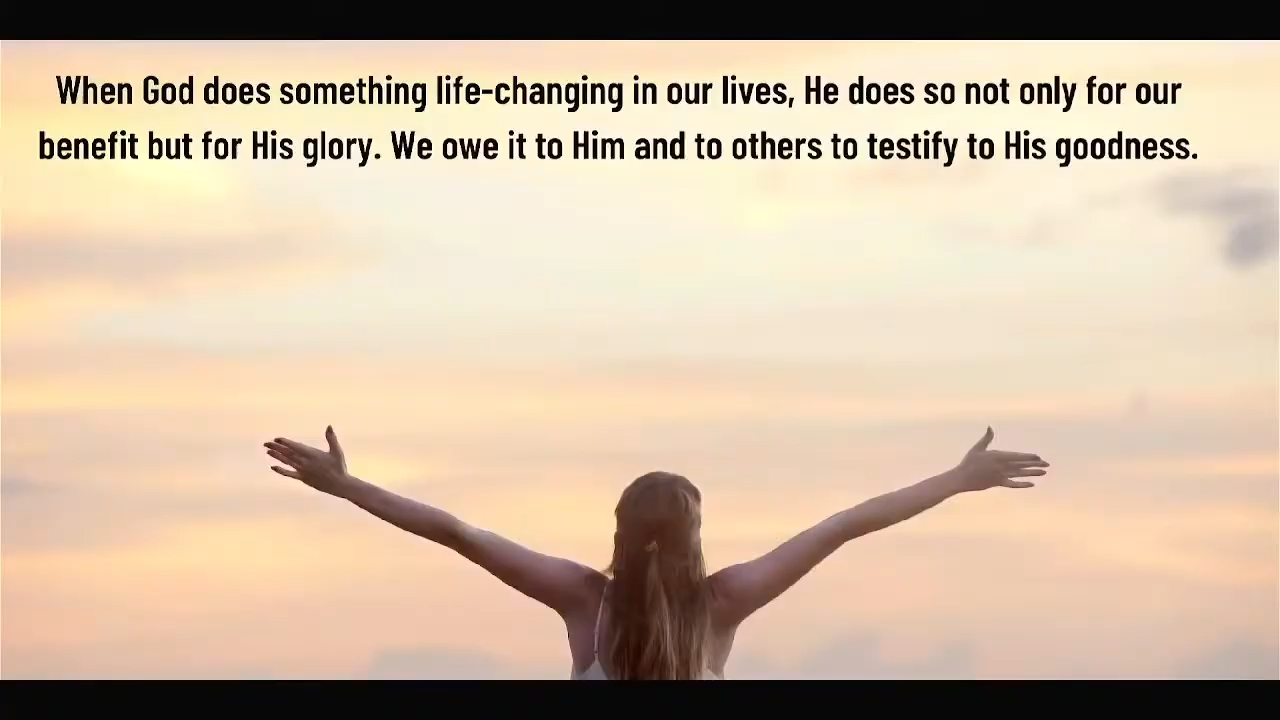 When God does something life-changing in our lives, He does so not only for our
benefit but for His glory. We owe it to Him and to others to testify to His goodness.